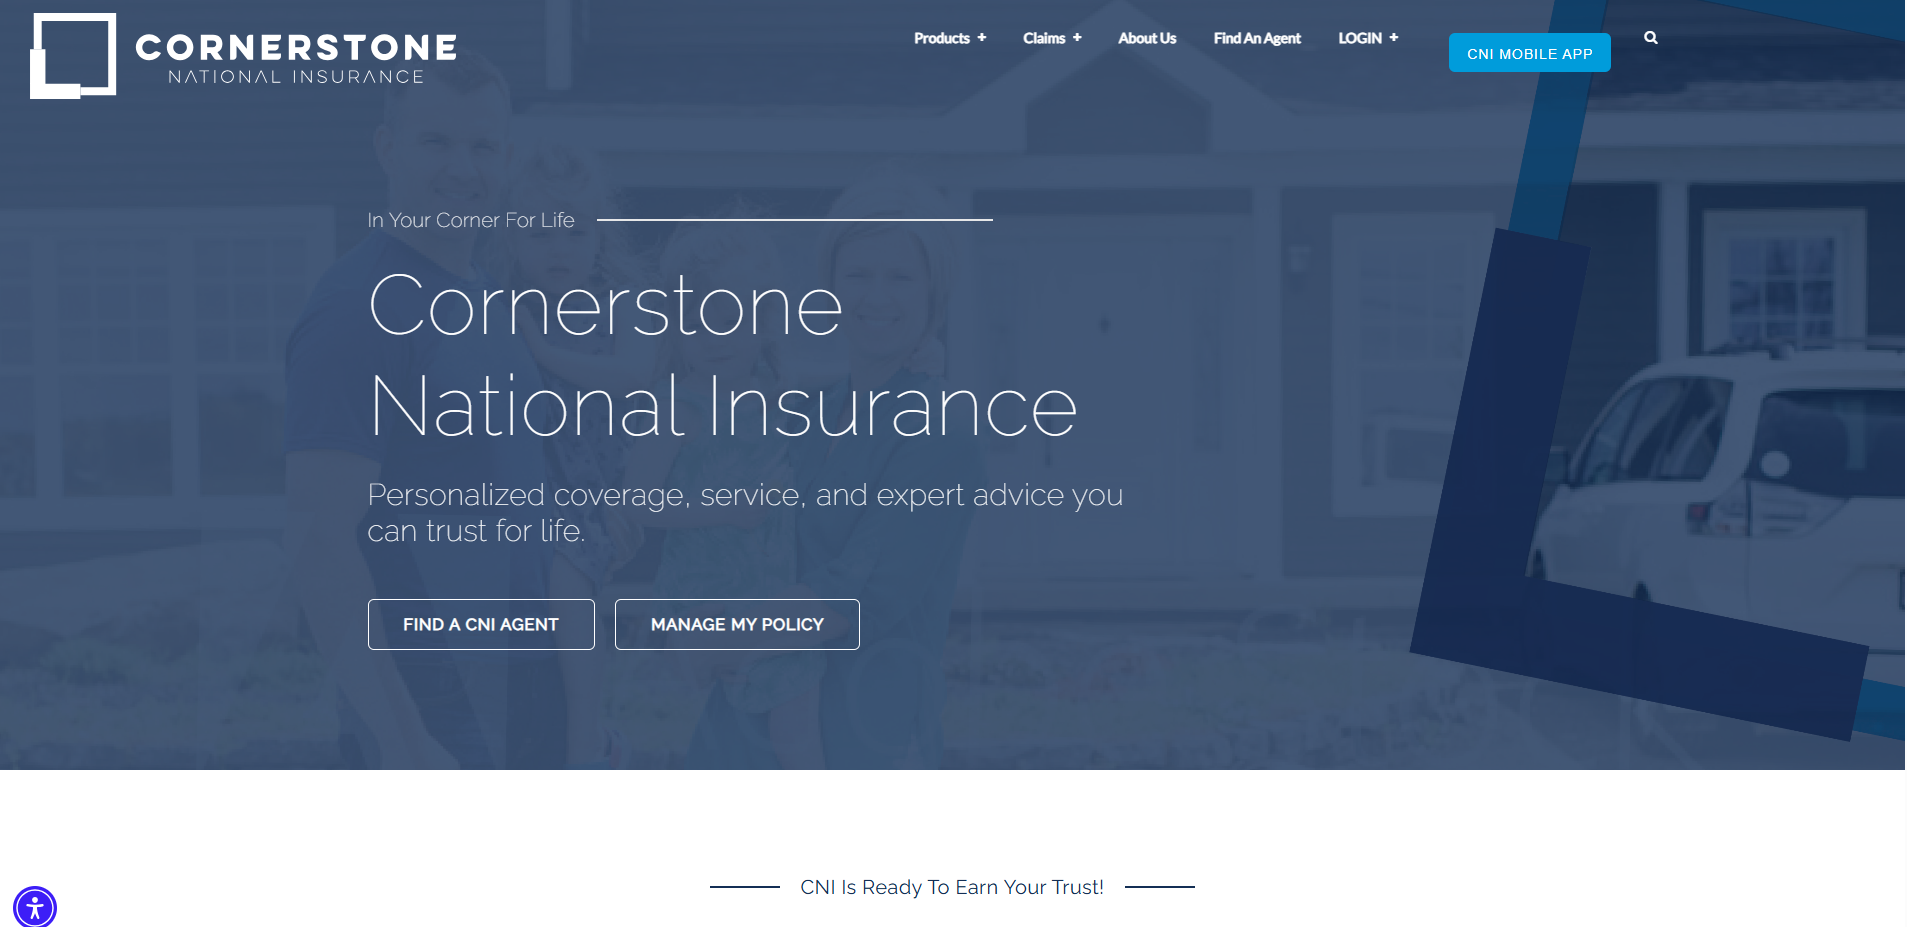 CORNERSTONE
NATIONAL INSURANCE
Products +
Claims +
About Us
Find An Agent
LOGIN +
CNI MOBILE APP
In Your Corner For Life
Cornerstone
National Insurance
Personalized coverage, service, and expert advice you
can trust for life.
FIND A CNI AGENT
MANAGE MY POLICY
CNI Is Ready To Earn Your Trust!